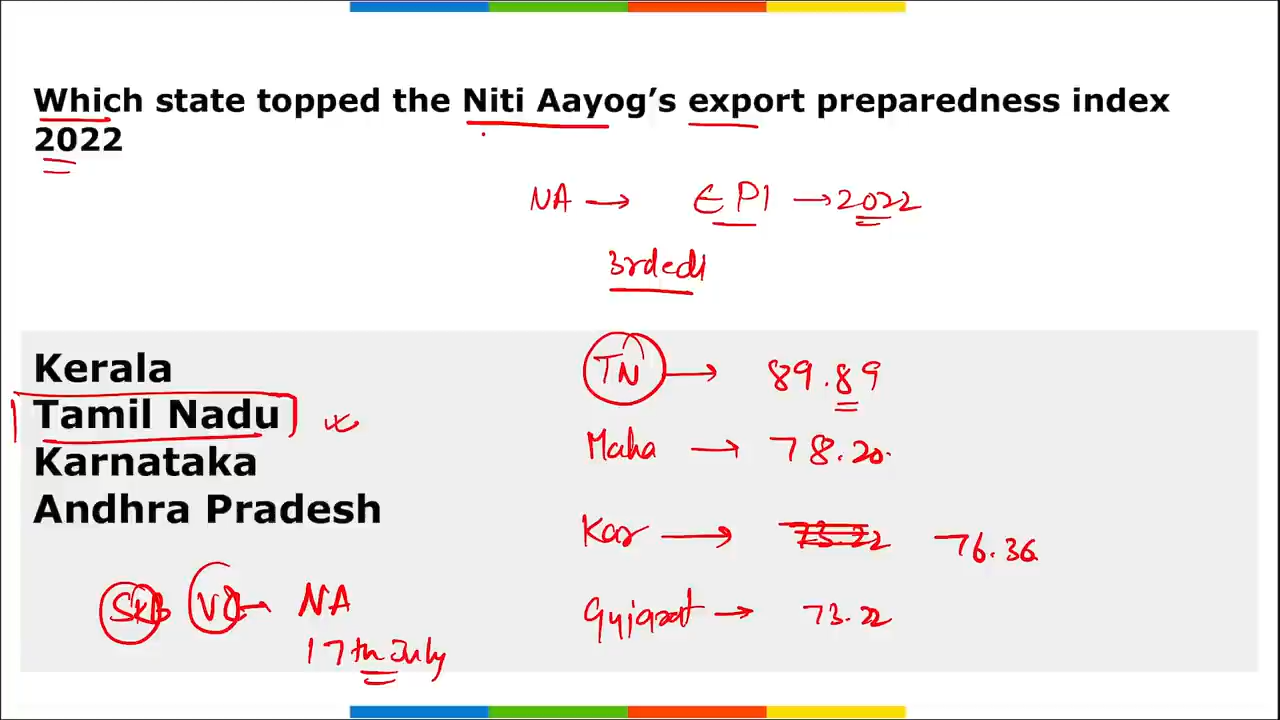 Which state topped the Niti Aayog's export preparedness index
2022
NA → EPI → 2022
3rd edi
Kerala
Tamil Nadu
Karnataka
Andhra Pradesh
TN → 89.89
Maha → 78.20.
Kar → 73.22 76.36
Gujarat → 73.22
SKB VC → NA
17th July